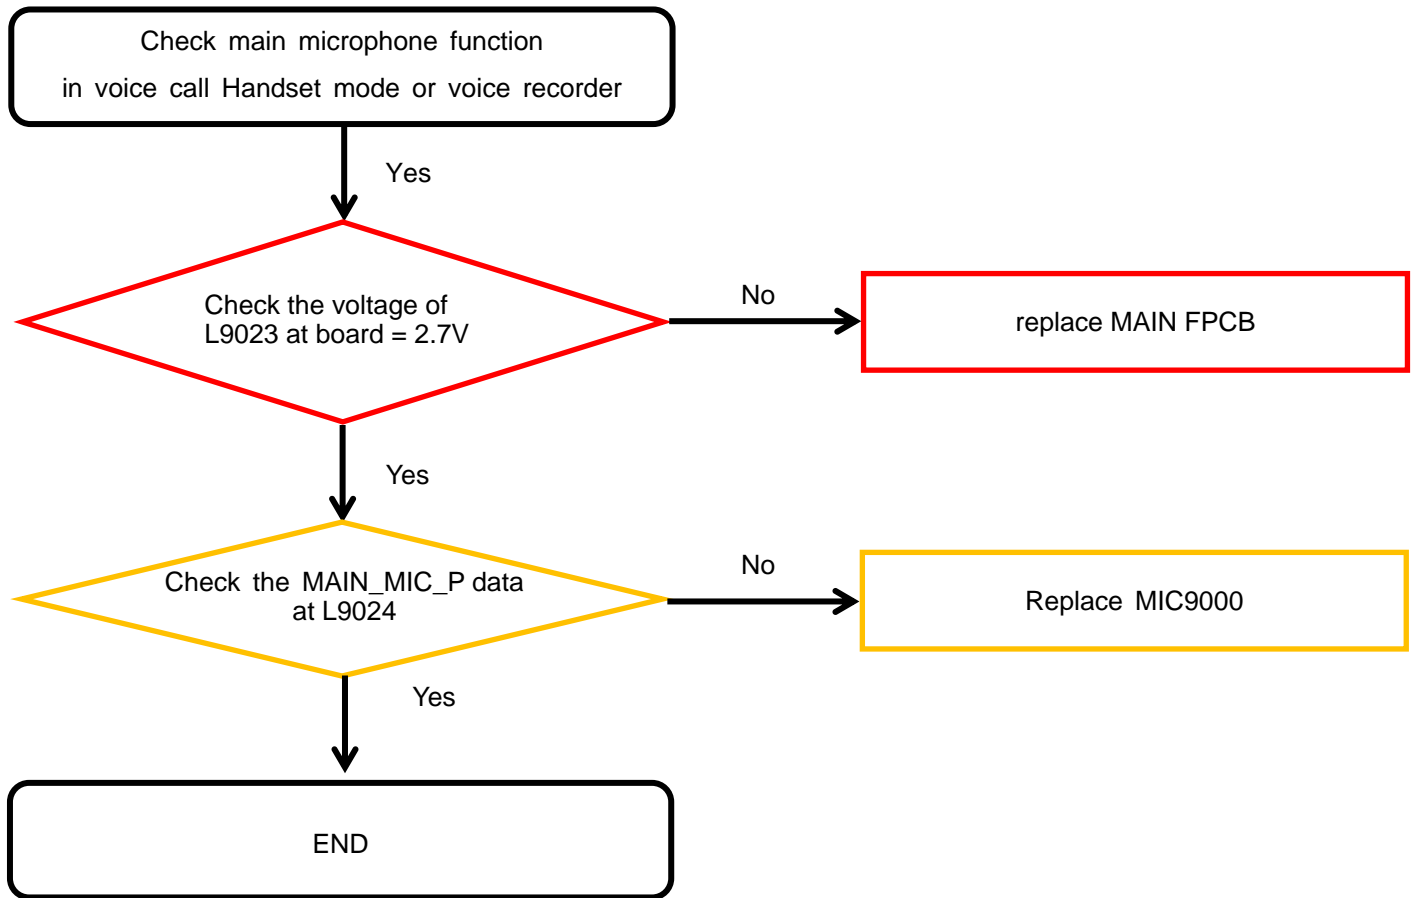 Check main microphone function
in voice call Handset mode or voice recorder
Yes
Check the voltage of
L9023 at board = 2.7V
No
replace MAIN FPCB
Yes
Check the MAIN_MIC_P data
at L9024
No
Replace MIC9000
Yes
END